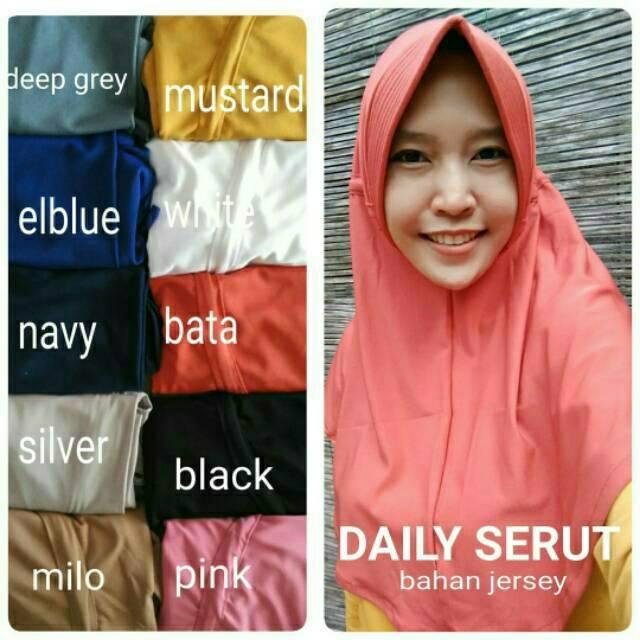 deep grey
mustard
elblue
white
navy
bata
silver
black
milo
pink
DAILY SERUT
bahan jersey